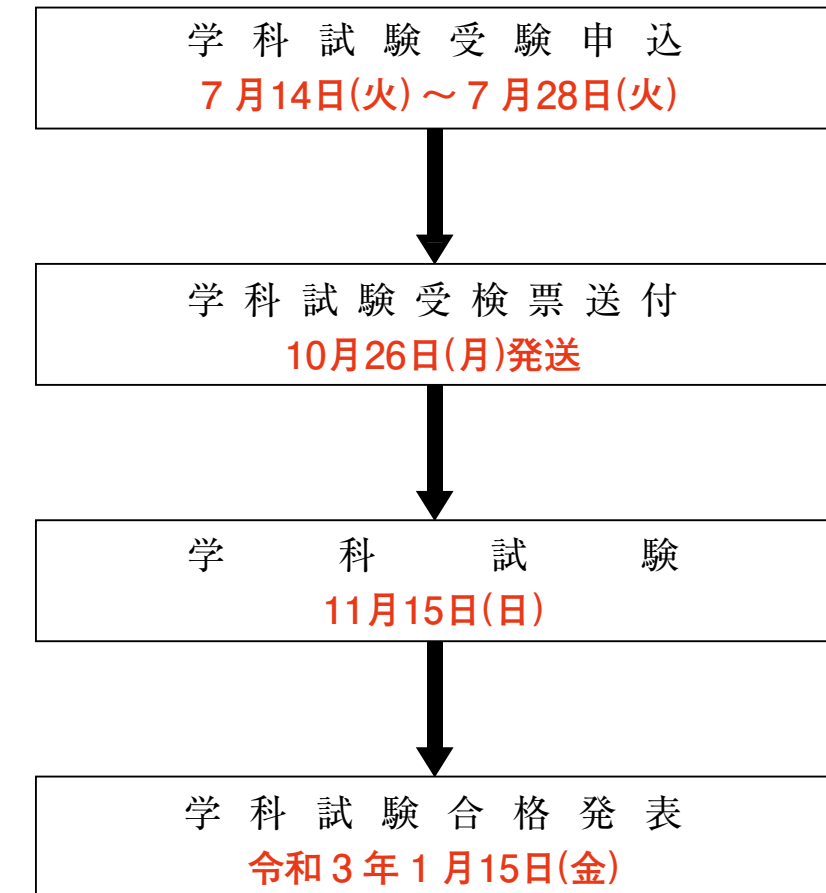 学科試験受験申込
7月14日(火)～7月28日(火)
学科試験受検票送付
10月26日(月)発送
学科試験
11月15日(日)
学科試験合格発表
令和3年1月15日(金)